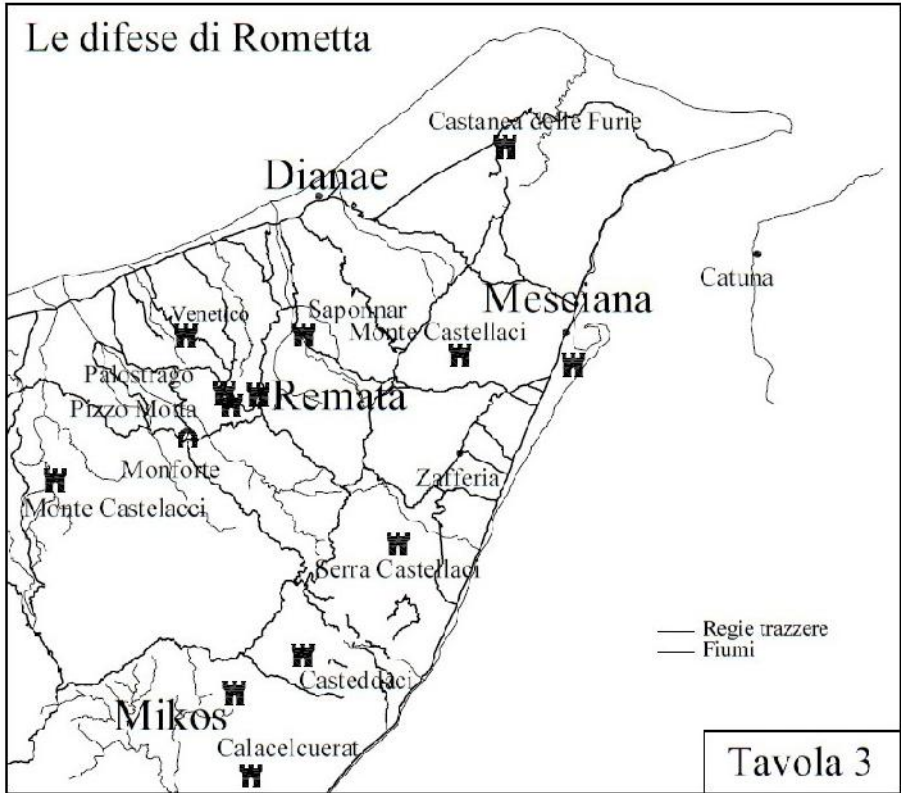 Le difese di Rometta
Castanea delle Furie
Dianae
Catuna
Mesciana
Venetico
Saponnar
Monte Castellaci
Palostrago
Remata
Pizzo Motta
Monforte
Zafferia
Monte Castelacci
Serra Castellaci
Regie trazzere
Fiumi
Casteddaci
Mikos
Calacelcuerat
Tavola 3